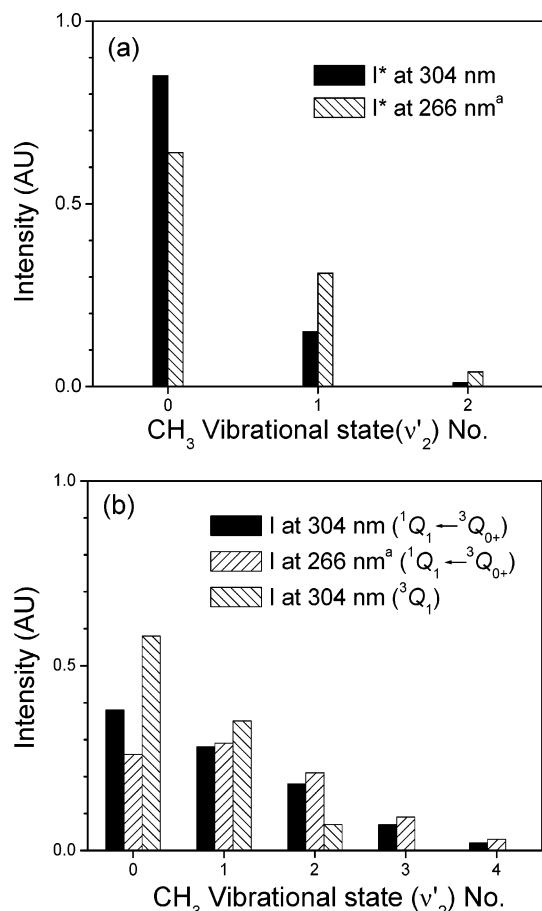 (a)
1.0
I* at 304 nm
I* at 266 nmᵃ
0.5
0.0
Intensity (AU)
0 1 2
CH₃ Vibrational state(ν'₂) No.
(b)
1.0
I at 304 nm (¹Q₁←³Q₀₊)
I at 266 nmᵃ (¹Q₁←³Q₀₊)
I at 304 nm (³Q₁)
0.5
0.0
Intensity (AU)
0 1 2 3 4
CH₃ Vibrational state (ν'₂) No.